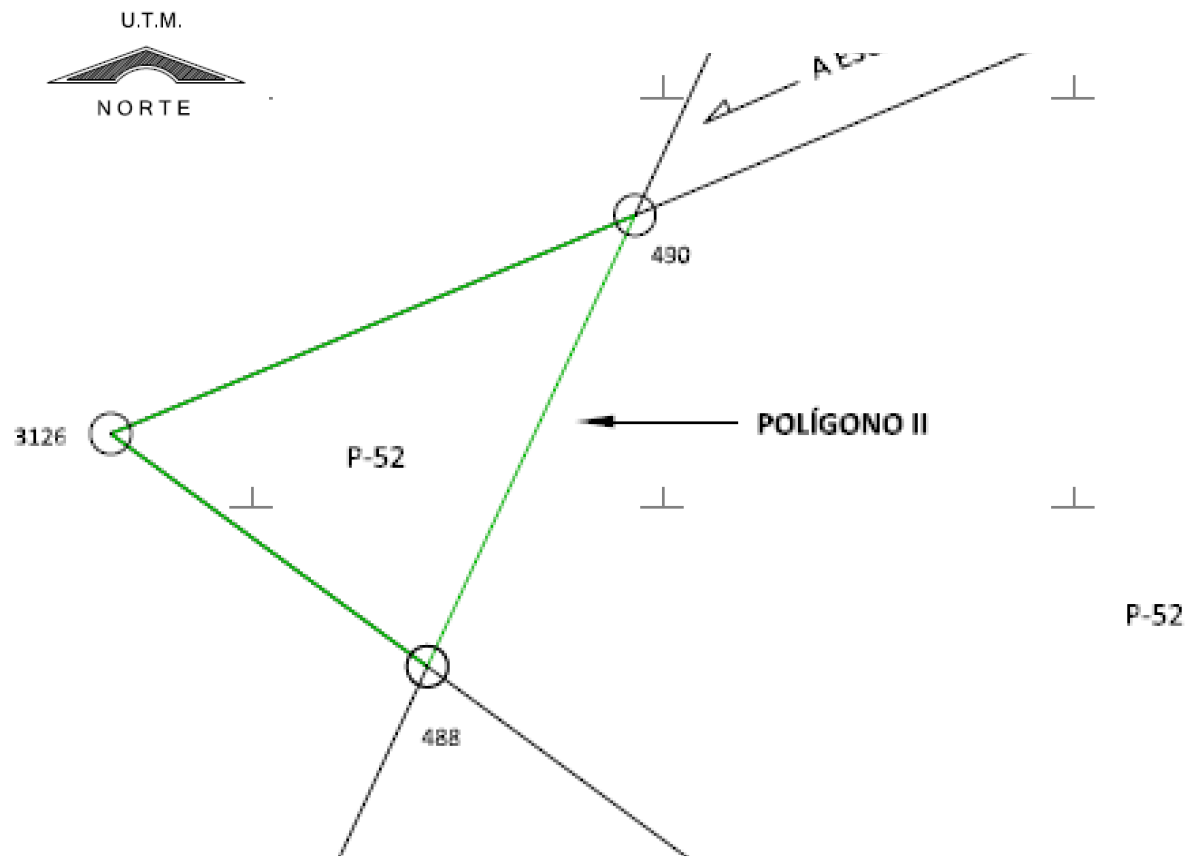 U.T.M.
NORTE
490
3126
P-52
POLÍGONO II
P-52
488